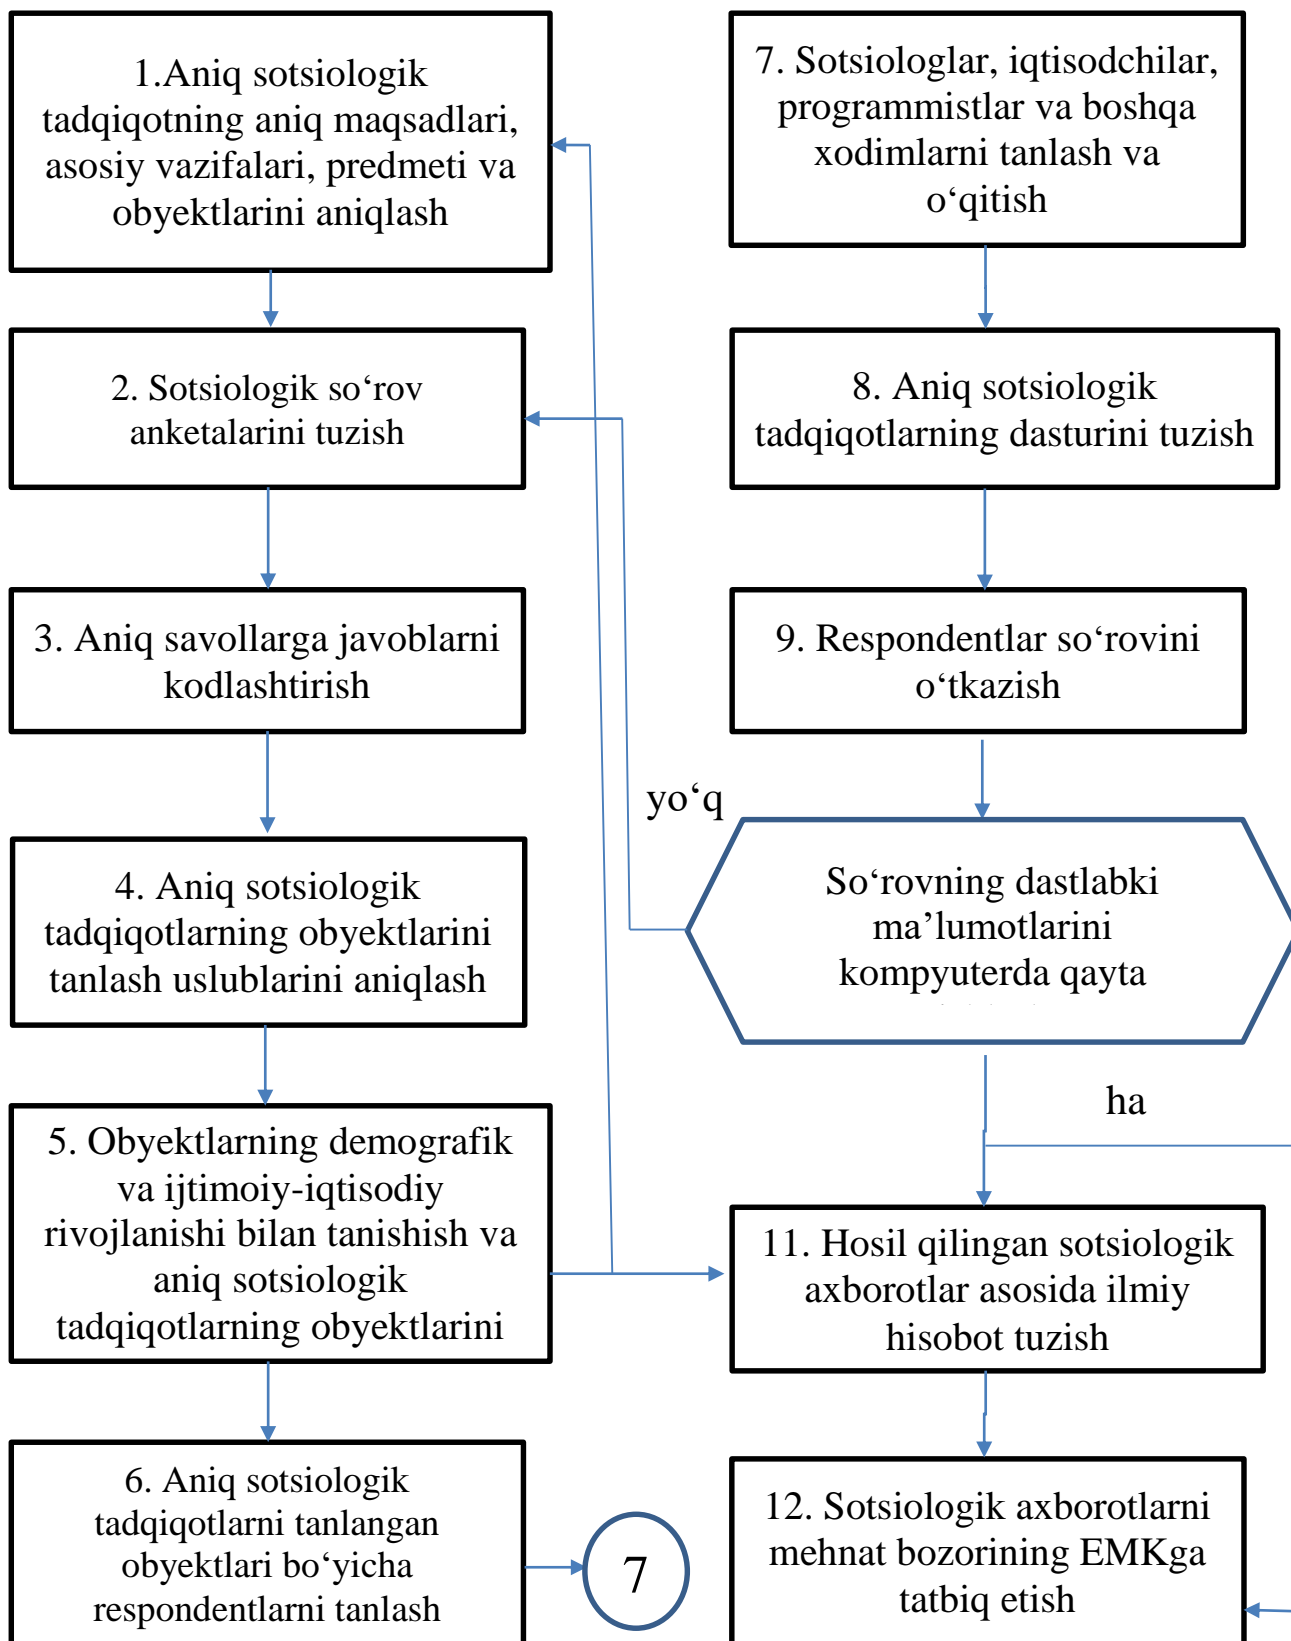 1.Aniq sotsiologik
tadqiqotning aniq maqsadlari,
asosiy vazifalari, predmeti va
obyektlarini aniqlash
2. Sotsiologik so‘rov
anketalarini tuzish
3. Aniq savollarga javoblarni
kodlashtirish
4. Aniq sotsiologik
tadqiqotlarning obyektlarini
tanlash uslublarini aniqlash
5. Obyektlarning demografik
va ijtimoiy-iqtisodiy
rivojlanishi bilan tanishish va
aniq sotsiologik
tadqiqotlarning obyektlarini
6. Aniq sotsiologik
tadqiqotlarni tanlangan
obyektlari bo‘yicha
respondentlarni tanlash
7
7. Sotsiologlar, iqtisodchilar,
programmistlar va boshqa
xodimlarni tanlash va
o‘qitish
8. Aniq sotsiologik
tadqiqotlarning dasturini tuzish
9. Respondentlar so‘rovini
o‘tkazish
yo‘q
So‘rovning dastlabki
ma’lumotlarini
kompyuterda qayta
ha
11. Hosil qilingan sotsiologik
axborotlar asosida ilmiy
hisobot tuzish
12. Sotsiologik axborotlarni
mehnat bozorining EMKga
tatbiq etish